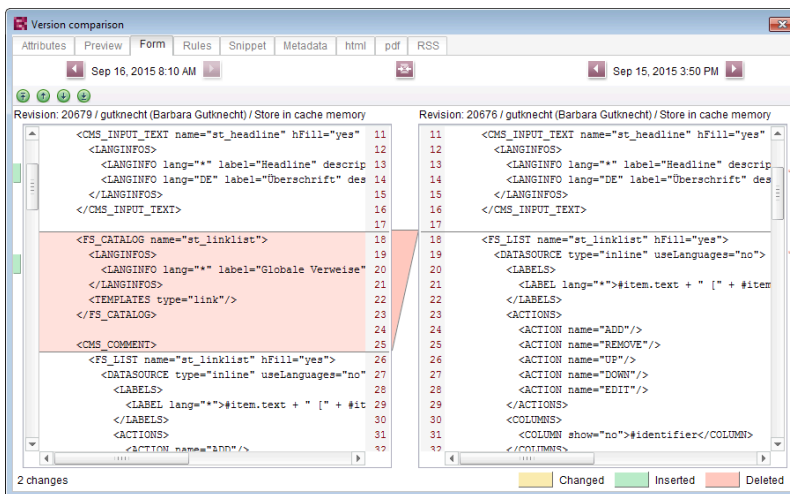 Version comparison
Attributes Preview Form Rules Snippet Metadata html pdf RSS
Sep 16, 2015 8:10 AM Sep 15, 2015 3:50 PM
Revision: 20679 / gutknecht (Barbara Gutknecht) / Store in cache memory
<CMS_INPUT_TEXT name="st_headline" hFill="yes" 11
<LANGINFOS> 12
<LANGINFO lang="*" label="Headline" descrip 13
<LANGINFO lang="DE" label="Überschrift" des 14
</LANGINFOS> 15
</CMS_INPUT_TEXT> 16
17
<FS_CATALOG name="st_linklist"> 18
<LANGINFOS> 19
<LANGINFO lang="*" label="Globale Verweise" 20
</LANGINFOS> 21
<TEMPLATES type="link"/> 22
</FS_CATALOG> 23
24
<CMS_COMMENT> 25
<FS_LIST name="st_linklist" hFill="yes"> 26
<DATASOURCE type="inline" useLanguages="no" 27
<LABELS> 28
<LABEL lang="*">#item.text + " [" + #it 29
</LABELS> 30
<ACTIONS> 31
<ACTION name="ADD"/> 32
Revision: 20676 / gutknecht (Barbara Gutknecht) / Store in cache memory
11 <CMS_INPUT_TEXT name="st_headline" hFill="yes"
12 <LANGINFOS>
13 <LANGINFO lang="*" label="Headline" descrip
14 <LANGINFO lang="DE" label="Überschrift" des
15 </LANGINFOS>
16 </CMS_INPUT_TEXT>
17
18 <FS_LIST name="st_linklist" hFill="yes">
19 <DATASOURCE type="inline" useLanguages="no">
20 <LABELS>
21 <LABEL lang="*">#item.text + " [" + #item
22 </LABELS>
23 <ACTIONS>
24 <ACTION name="ADD"/>
25 <ACTION name="REMOVE"/>
26 <ACTION name="UP"/>
27 <ACTION name="DOWN"/>
28 <ACTION name="EDIT"/>
29 </ACTIONS>
30 <COLUMNS>
31 <COLUMN show="no">#identifier</COLUMN>
32 </COLUMNS>
2 changes Changed Inserted Deleted